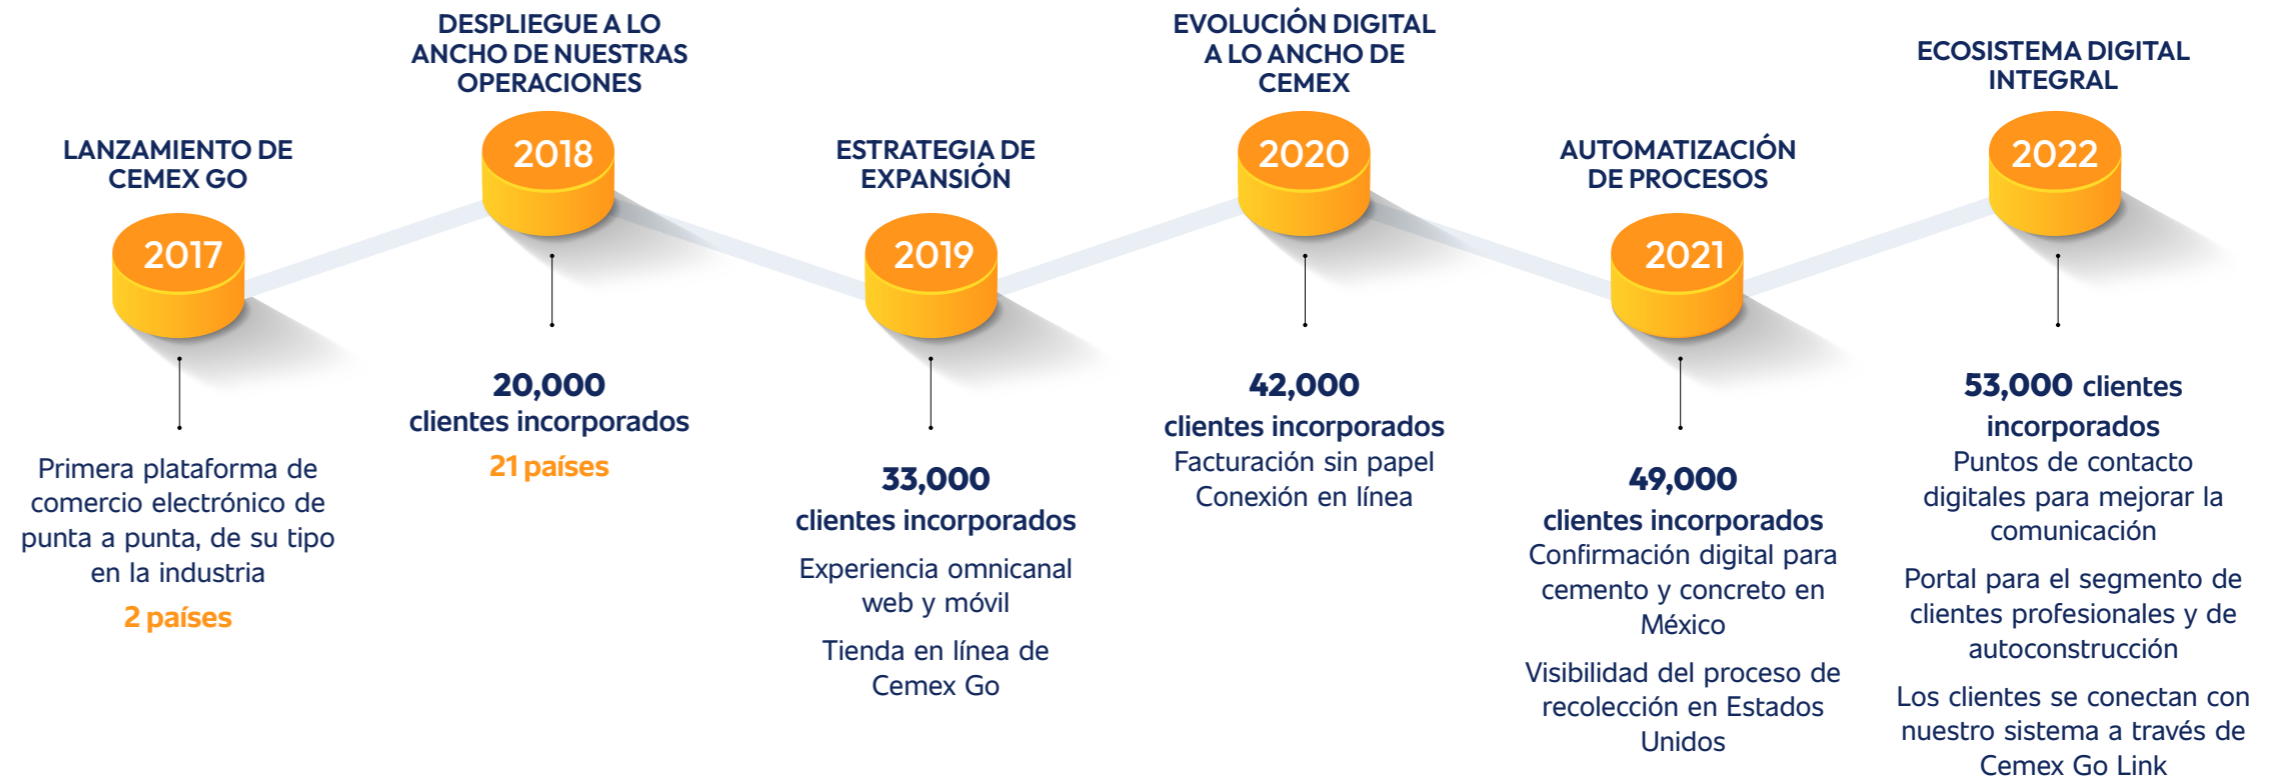 LANZAMIENTO DE
CEMEX GO
2017
Primera plataforma de
comercio electrónico de
punta a punta, de su tipo
en la industria
2 países
DESPLIEGUE A LO
ANCHO DE NUESTRAS
OPERACIONES
2018
20,000
clientes incorporados
21 países
ESTRATEGIA DE
EXPANSIÓN
2019
33,000
clientes incorporados
Experiencia omnicanal
web y móvil
Tienda en línea de
Cemex Go
EVOLUCIÓN DIGITAL
A LO ANCHO DE
CEMEX
2020
42,000
clientes incorporados
Facturación sin papel
Conexión en línea
AUTOMATIZACIÓN
DE PROCESOS
2021
49,000
clientes incorporados
Confirmación digital para
cemento y concreto en
México
Visibilidad del proceso de
recolección en Estados
Unidos
ECOSISTEMA DIGITAL
INTEGRAL
2022
53,000 clientes
incorporados
Puntos de contacto
digitales para mejorar la
comunicación
Portal para el segmento de
clientes profesionales y de
autoconstrucción
Los clientes se conectan con
nuestro sistema a través de
Cemex Go Link